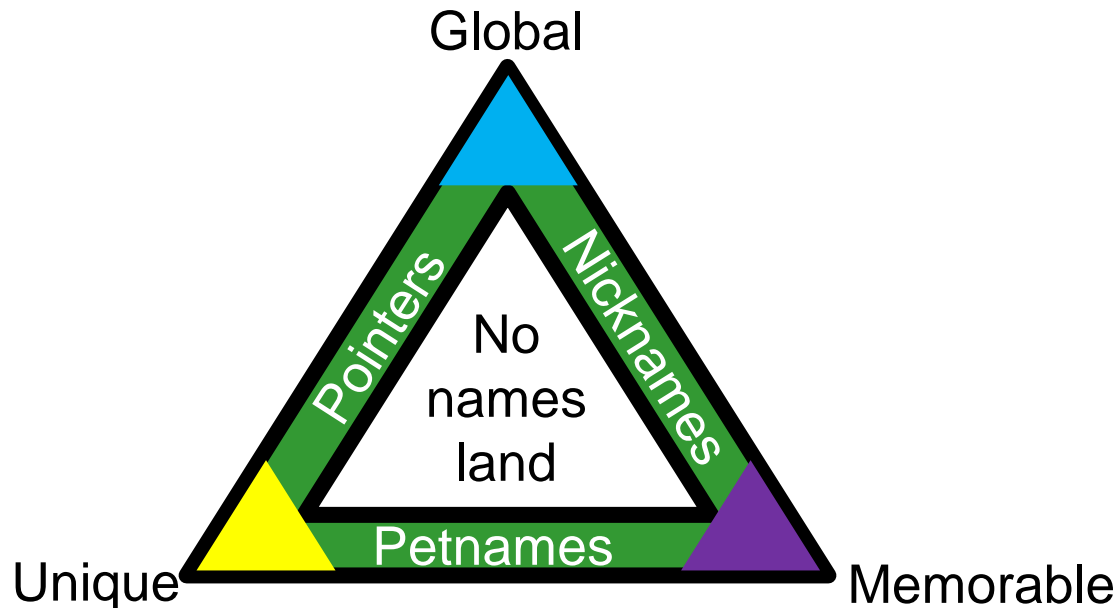 Global
Pointers
Nicknames
No
names
land
Petnames
Unique
Memorable